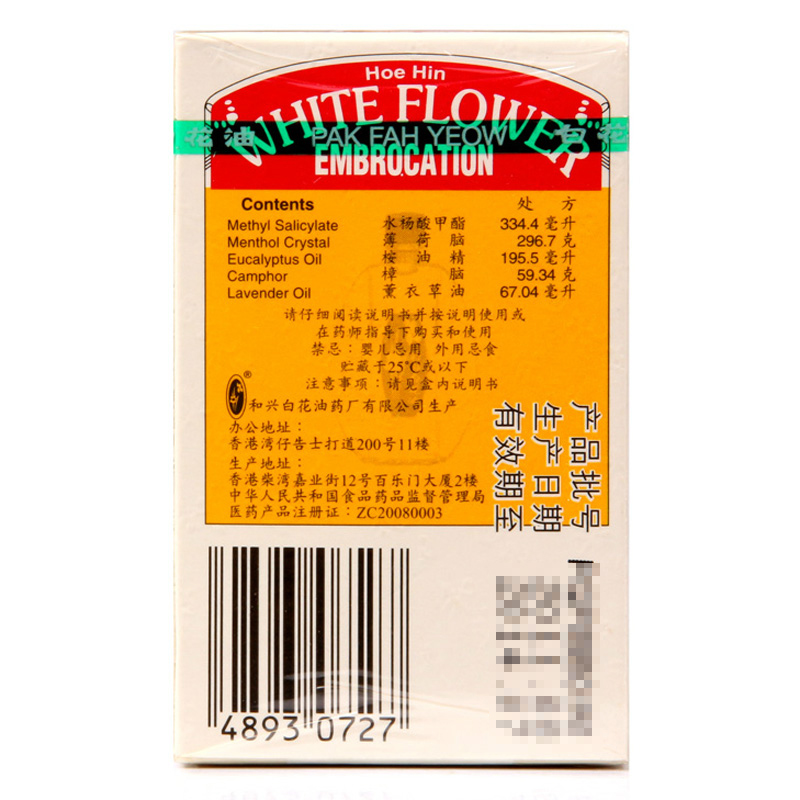 Hoe Hin
WHITE FLOWER
花油 PAK FAH YEOW 白花
EMBROCATION
Contents 处方
Methyl Salicylate 水杨酸甲酯 334.4 毫升
Menthol Crystal 薄荷脑 296.7 克
Eucalyptus Oil 桉油精 195.5 毫升
Camphor 樟脑 59.34 克
Lavender Oil 薰衣草油 67.04 毫升
请仔细阅读说明书并按说明使用或
在药师指导下购买和使用
禁忌：婴儿忌用 外用忌食
贮藏于25°C或以下
注意事项：请见盒内说明书
® 和兴白花油药厂有限公司生产
办公地址：
香港湾仔告士打道200号11楼
生产地址：
香港柴湾嘉业街12号百乐门大厦2楼
中华人民共和国食品药品监督管理局
医药产品注册证：ZC20080003
产品批号
生产日期
有效期至
4893 0727